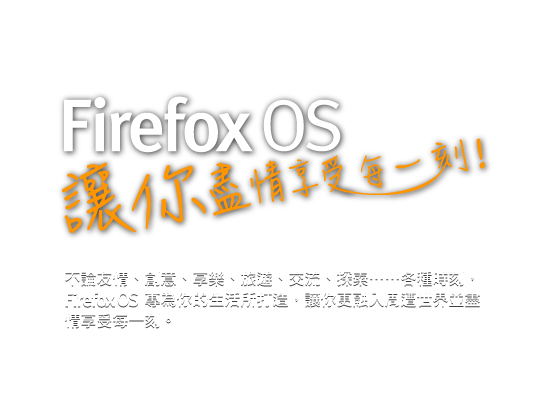 Firefox OS
讓你盡情享受每一刻!
不論友情、創意、享樂、旅遊、交流、探索……各種時刻，
Firefox OS 專為你的生活所打造，讓你更融入周遭世界並盡
情享受每一刻。